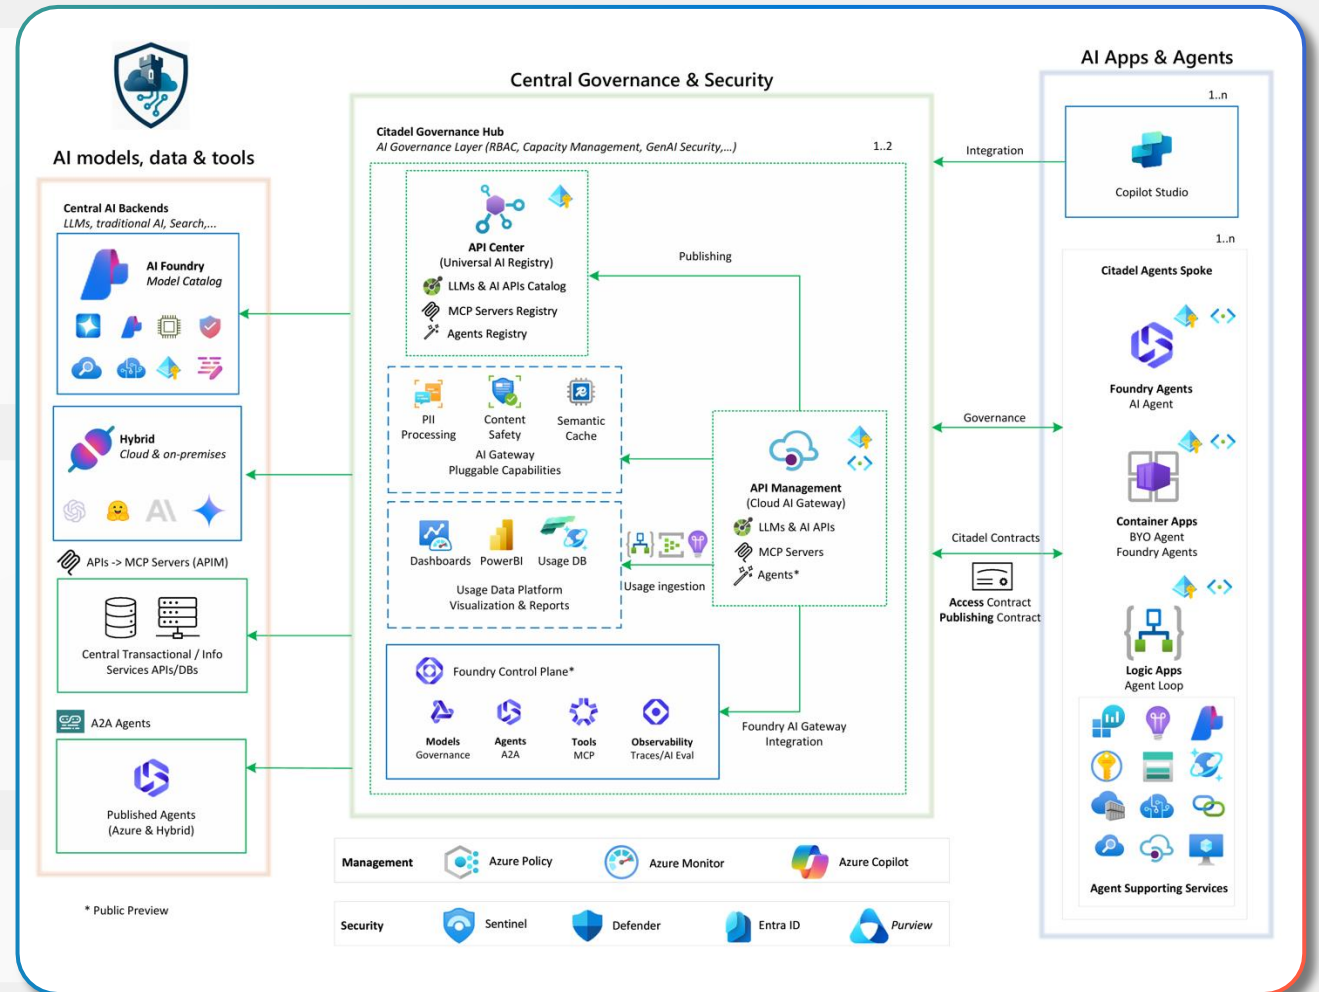 AI models, data & tools
Central AI Backends
LLMs, traditional AI, Search,...
AI Foundry
Model Catalog
Hybrid
Cloud & on-premises
APIs -> MCP Servers (APIM)
Central Transactional / Info
Services APIs/DBs
A2A Agents
Published Agents
(Azure & Hybrid)
* Public Preview
Central Governance & Security
Citadel Governance Hub
AI Governance Layer (RBAC, Capacity Management, GenAI Security,...)
1..2
API Center
(Universal AI Registry)
LLMs & AI APIs Catalog
MCP Servers Registry
Agents Registry
Publishing
PII
Processing
Content
Safety
Semantic
Cache
AI Gateway
Pluggable Capabilities
Dashboards
PowerBI
Usage DB
Usage Data Platform
Visualization & Reports
Usage ingestion
API Management
(Cloud AI Gateway)
LLMs & AI APIs
MCP Servers
Agents*
Foundry Control Plane*
Models
Governance
Agents
A2A
Tools
MCP
Observability
Traces/AI Eval
Foundry AI Gateway
Integration
Management
Azure Policy
Azure Monitor
Azure Copilot
Security
Sentinel
Defender
Entra ID
Purview
Integration
Governance
Citadel Contracts
Access Contract
Publishing Contract
AI Apps & Agents
1..n
Copilot Studio
1..n
Citadel Agents Spoke
Foundry Agents
AI Agent
Container Apps
BYO Agent
Foundry Agents
Logic Apps
Agent Loop
Agent Supporting Services